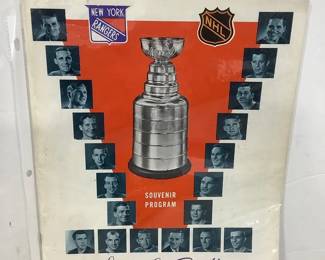 NEW YORK
RANGERS
NHL
SOUVENIR
PROGRAM